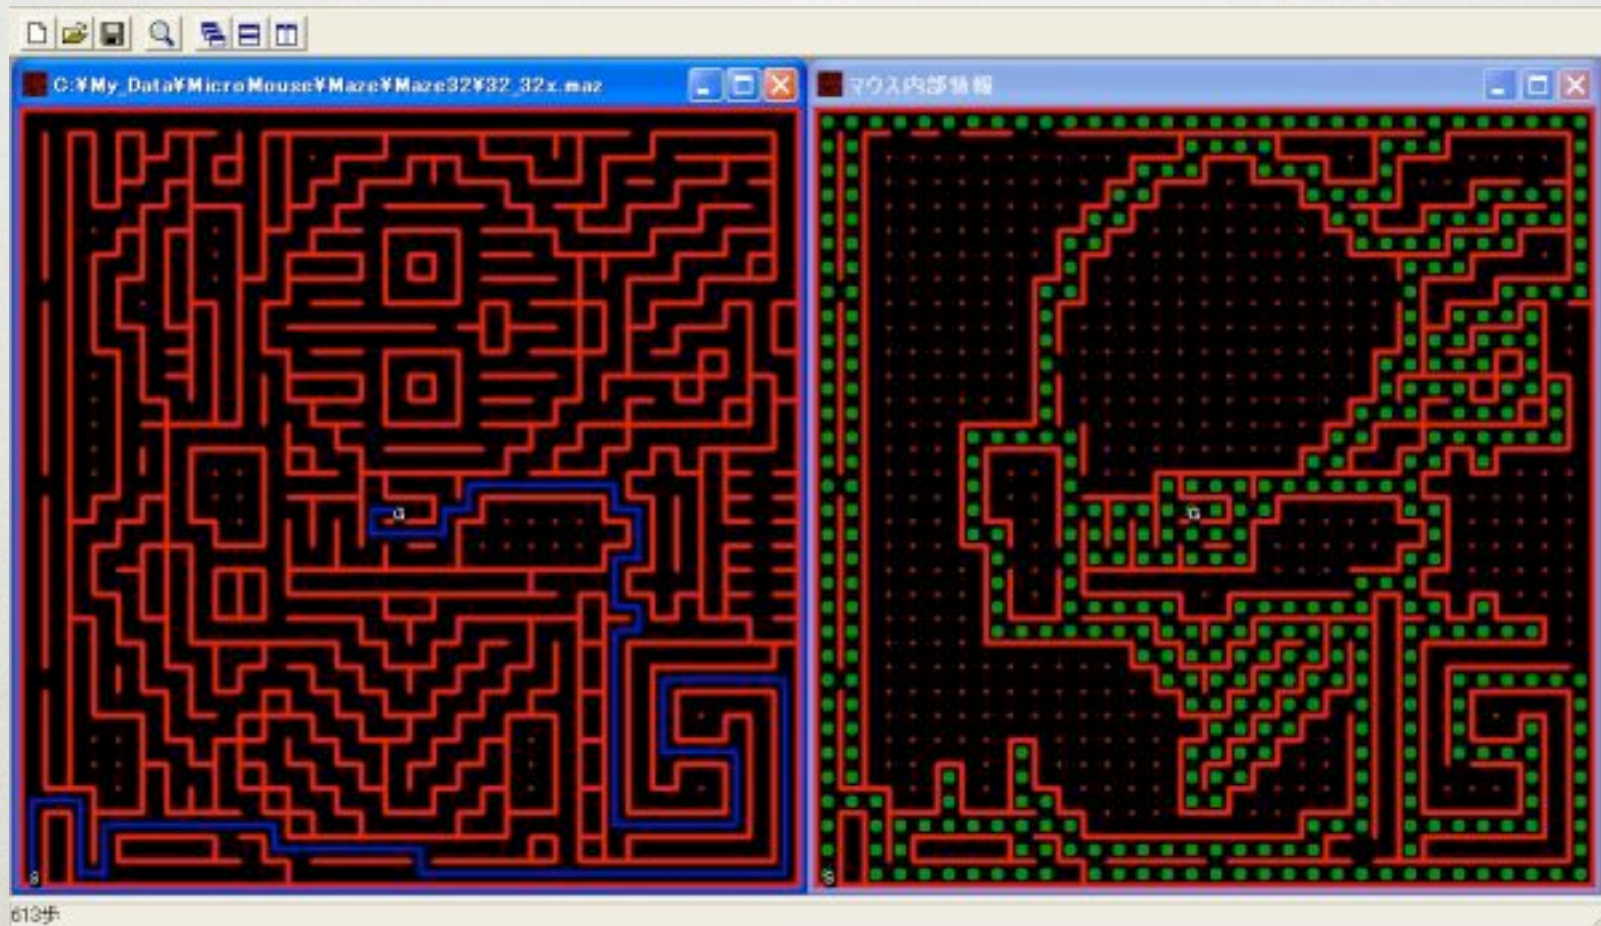 C:¥My_Data¥MicroMouse¥Maze¥Maze32¥32_32x.maz
マウス内部情報
G
G
S
S
613歩